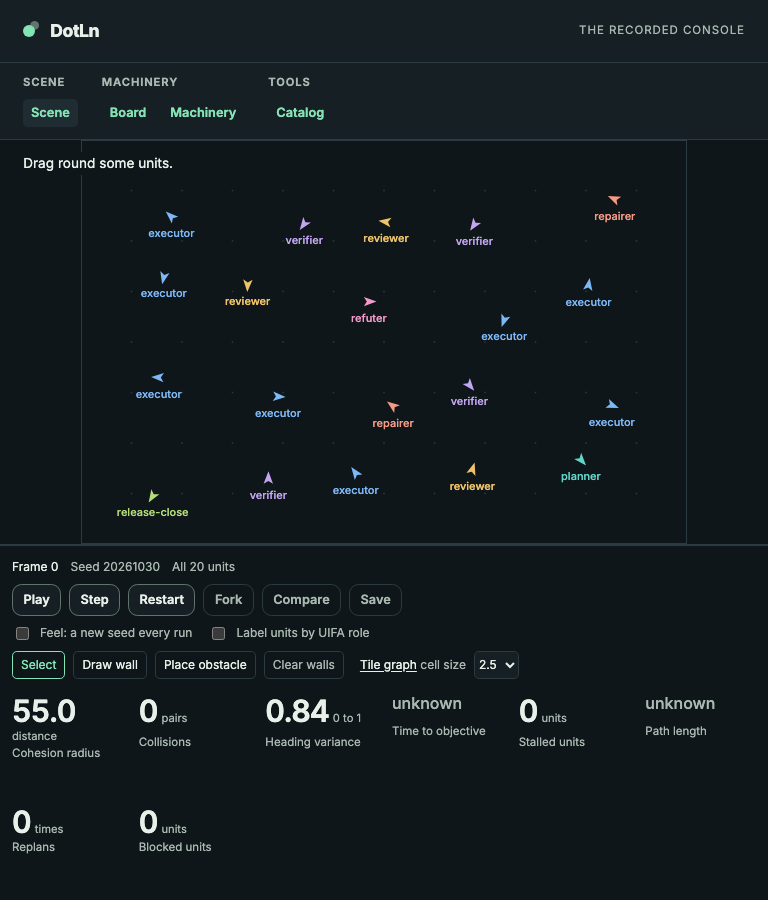 DotLn
THE RECORDED CONSOLE
SCENE MACHINERY TOOLS
Scene Board Machinery Catalog
Drag round some units.
repairer
executor
verifier
reviewer
verifier
executor
reviewer
executor
refuter
executor
executor
executor
verifier
repairer
executor
planner
reviewer
executor
verifier
release-close
Frame 0 Seed 20261030 All 20 units
Play Step Restart Fork Compare Save
Feel: a new seed every run Label units by UIFA role
Select Draw wall Place obstacle Clear walls Tile graph cell size 2.5
55.0 distance
Cohesion radius
0 pairs
Collisions
0.84 0 to 1
Heading variance
unknown
Time to objective
0 units
Stalled units
unknown
Path length
0 times
Replans
0 units
Blocked units